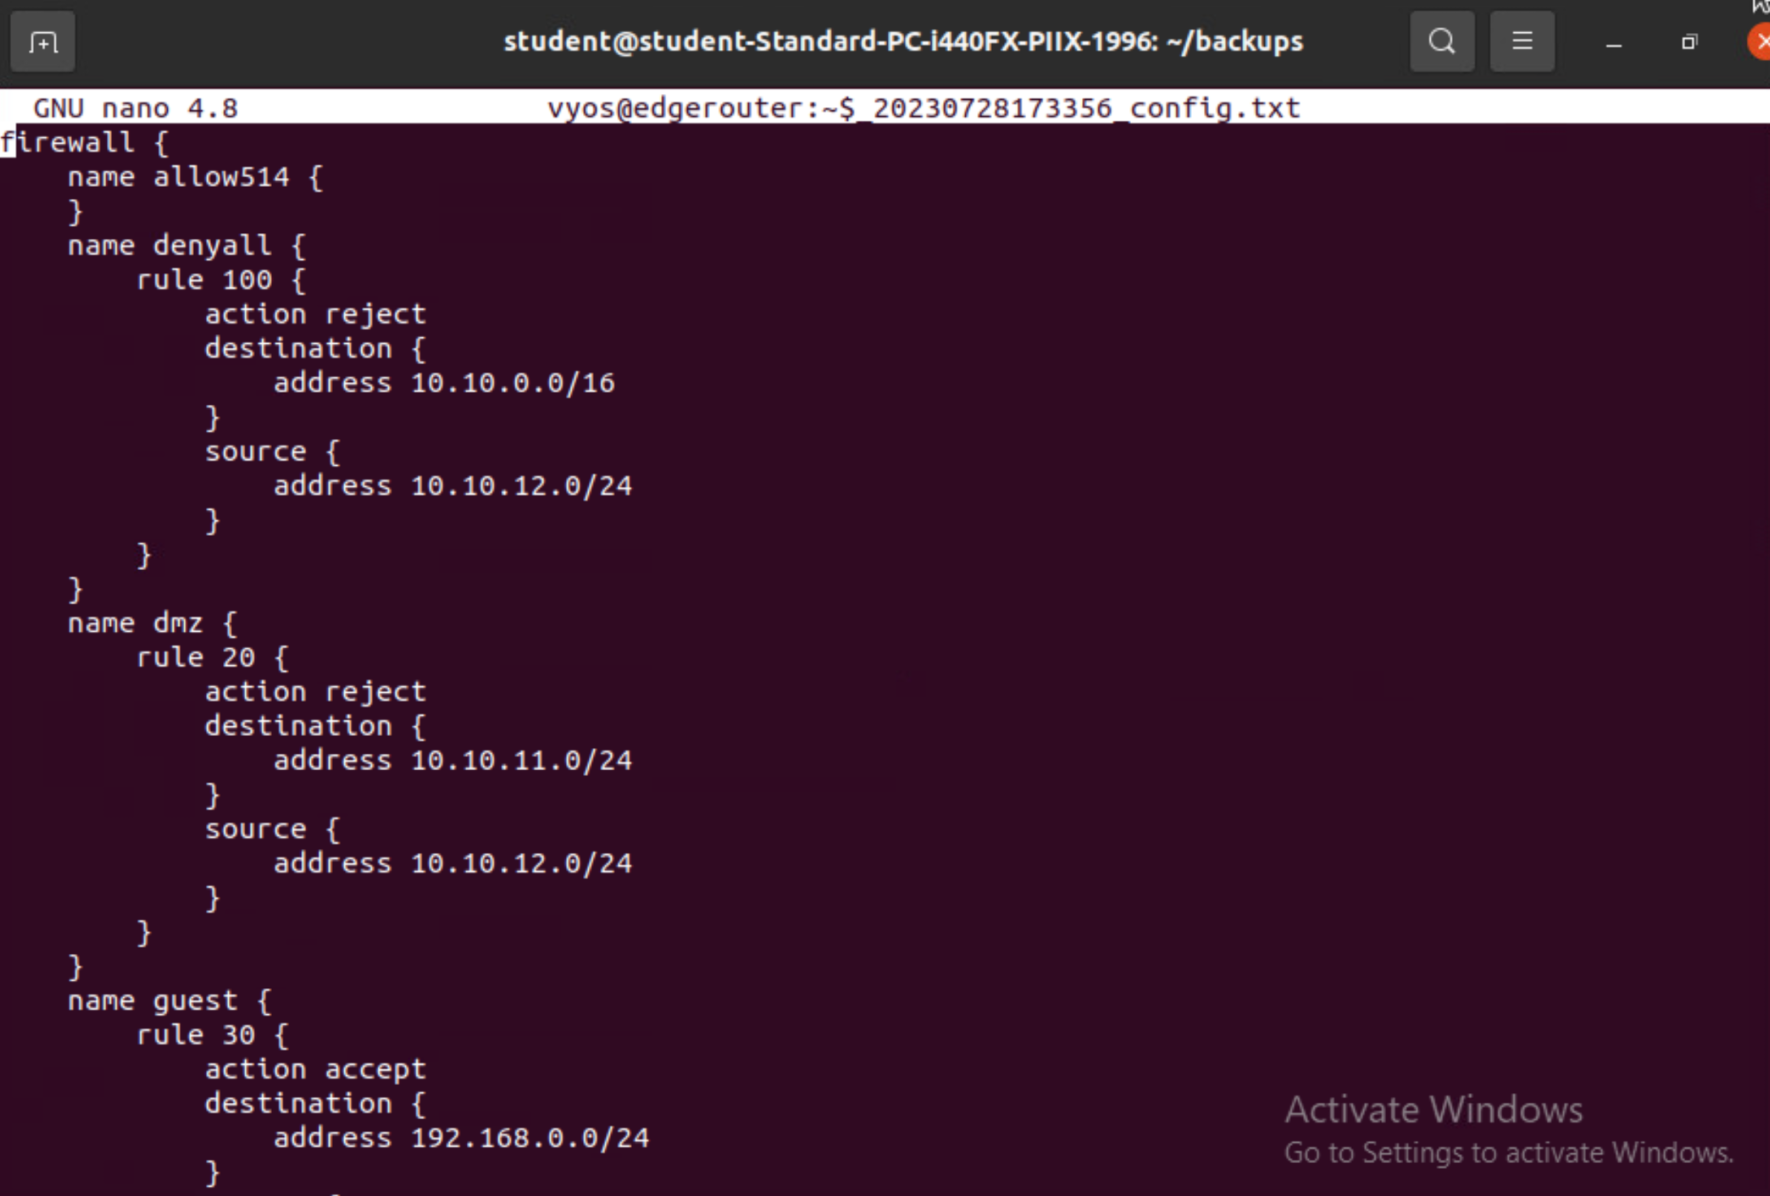 student@student-Standard-PC-i440FX-PIIX-1996: ~/backups
GNU nano 4.8 vyos@edgerouter:~$_20230728173356_config.txt
firewall {
    name allow514 {
    }
    name denyall {
        rule 100 {
            action reject
            destination {
                address 10.10.0.0/16
            }
            source {
                address 10.10.12.0/24
            }
        }
    }
    name dmz {
        rule 20 {
            action reject
            destination {
                address 10.10.11.0/24
            }
            source {
                address 10.10.12.0/24
            }
        }
    }
    name guest {
        rule 30 {
            action accept
            destination {
                address 192.168.0.0/24
            }
Activate Windows
Go to Settings to activate Windows.